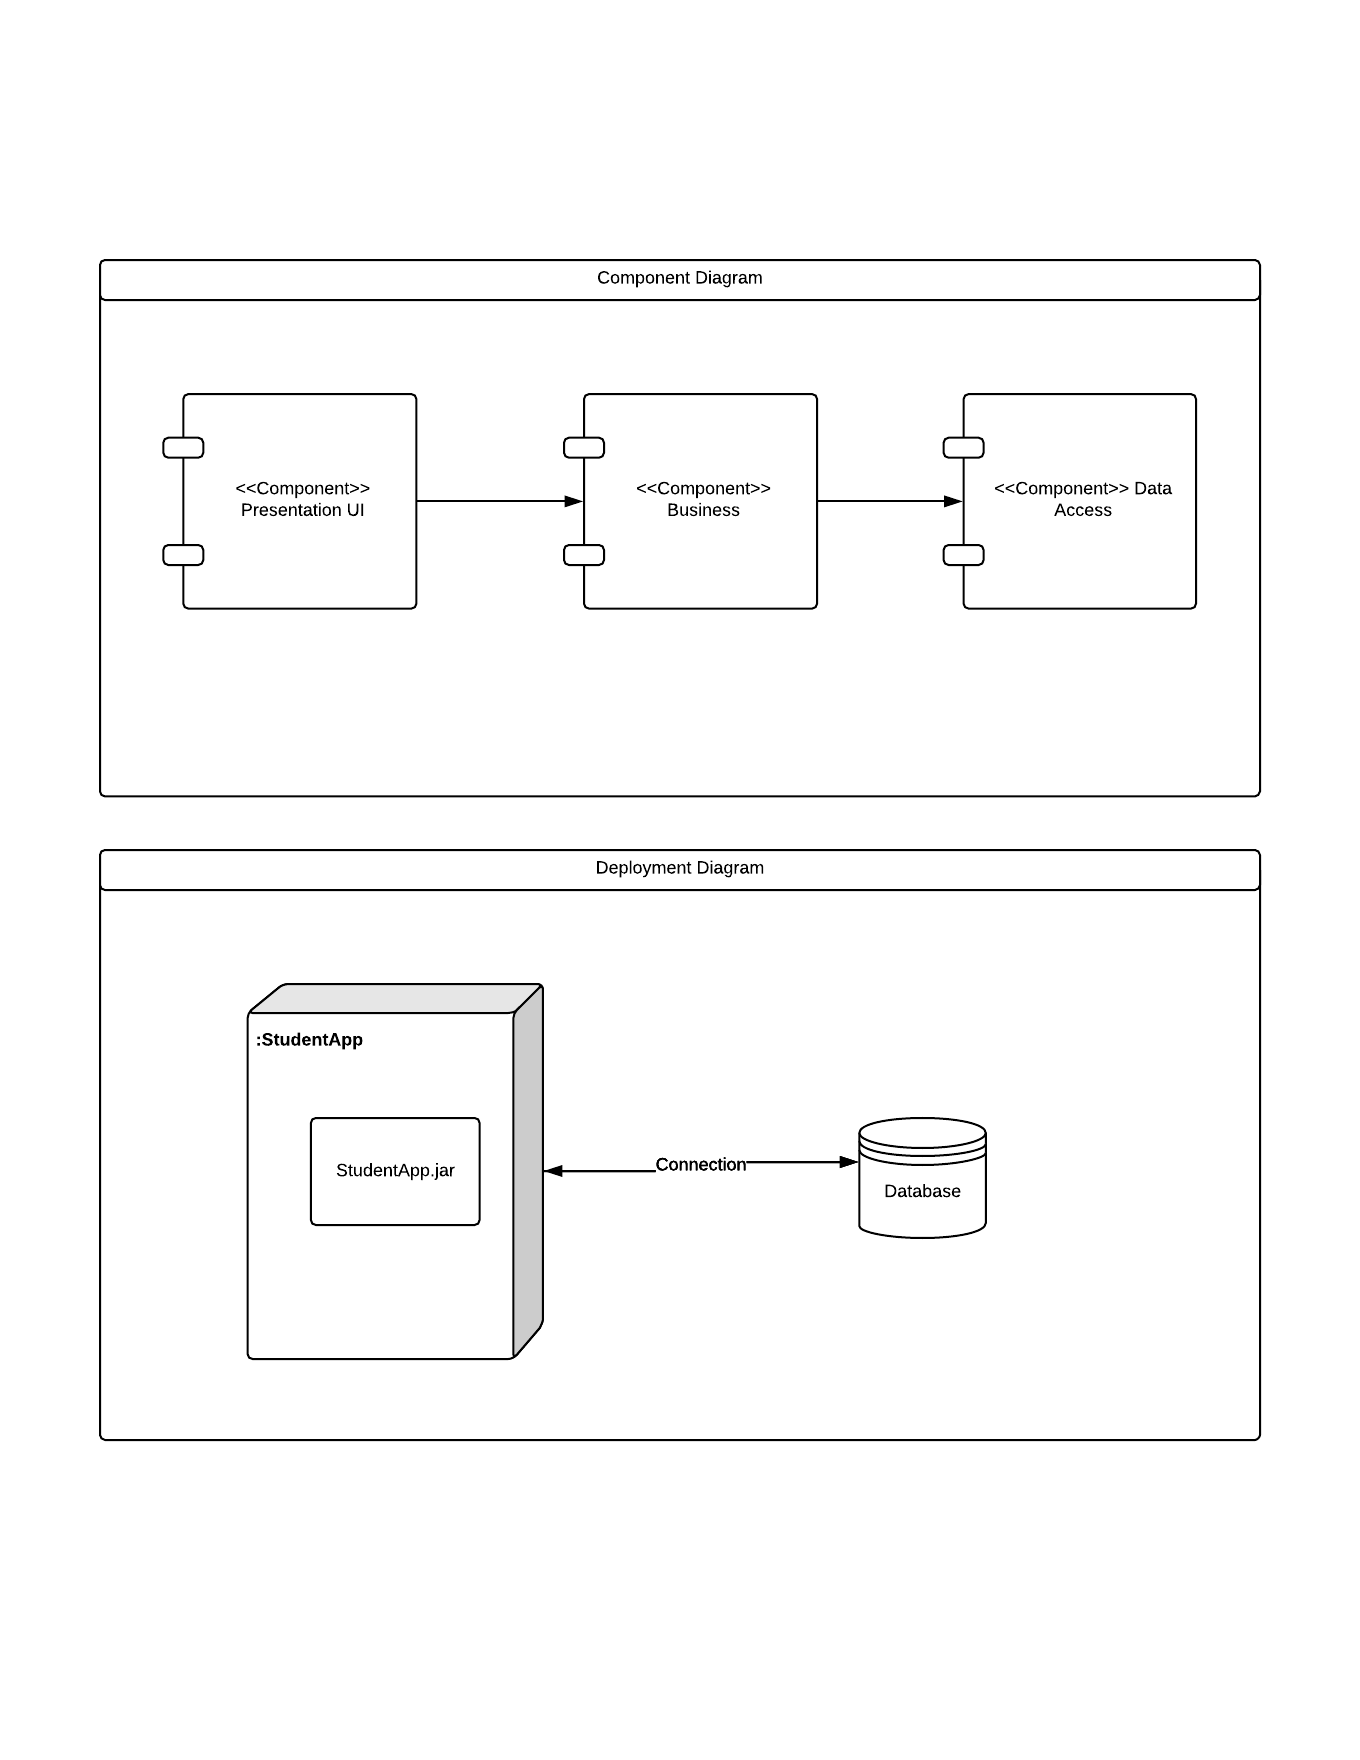 Component Diagram
<<Component>>
Presentation UI
<<Component>>
Business
<<Component>> Data
Access
Deployment Diagram
:StudentApp
StudentApp.jar
Connection
Database